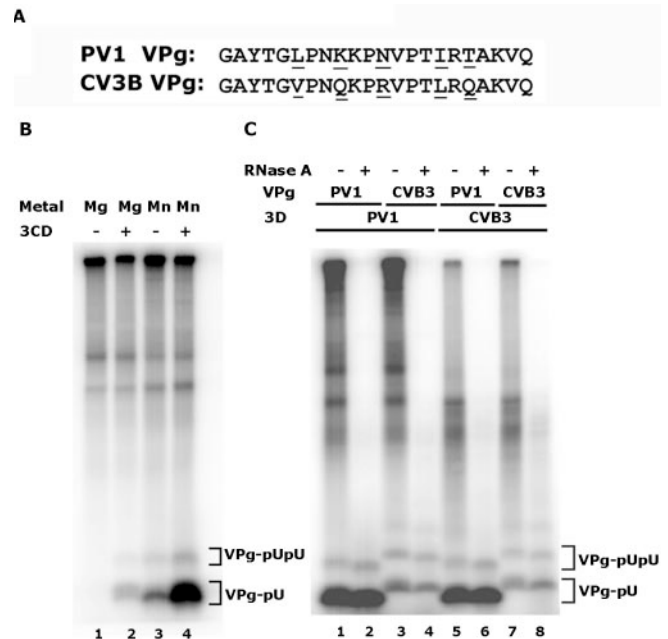 A
PV1 VPg: GAYTGLPNKKPNVPTIRTAKVQ
CV3B VPg: GAYTGVPNQKPRVPTLRQAKVQ
B
Metal Mg Mg Mn Mn
3CD - + - +
VPg-pUpU
VPg-pU
1 2 3 4
C
RNase A - + - + - + - +
VPg PV1 CVB3 PV1 CVB3
3D PV1 CVB3
VPg-pUpU
VPg-pU
1 2 3 4 5 6 7 8